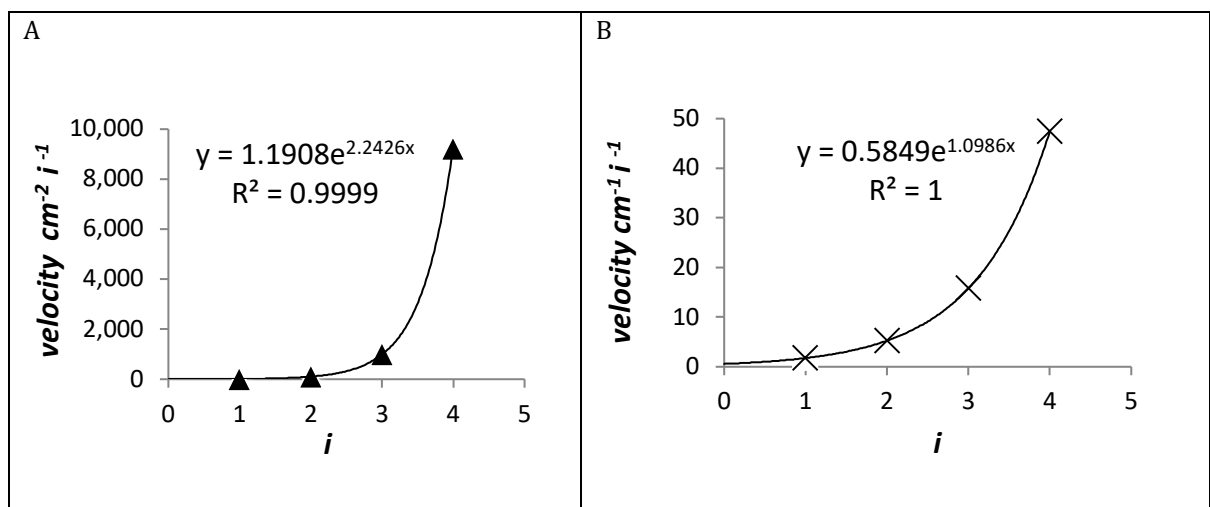 A
y = 1.1908e^2.2426x
R² = 0.9999
velocity cm^-2 i^-1
10,000
8,000
6,000
4,000
2,000
0
0 1 2 3 4 5
i
B
y = 0.5849e^1.0986x
R² = 1
velocity cm^-1 i^-1
50
40
30
20
10
0
0 1 2 3 4 5
i